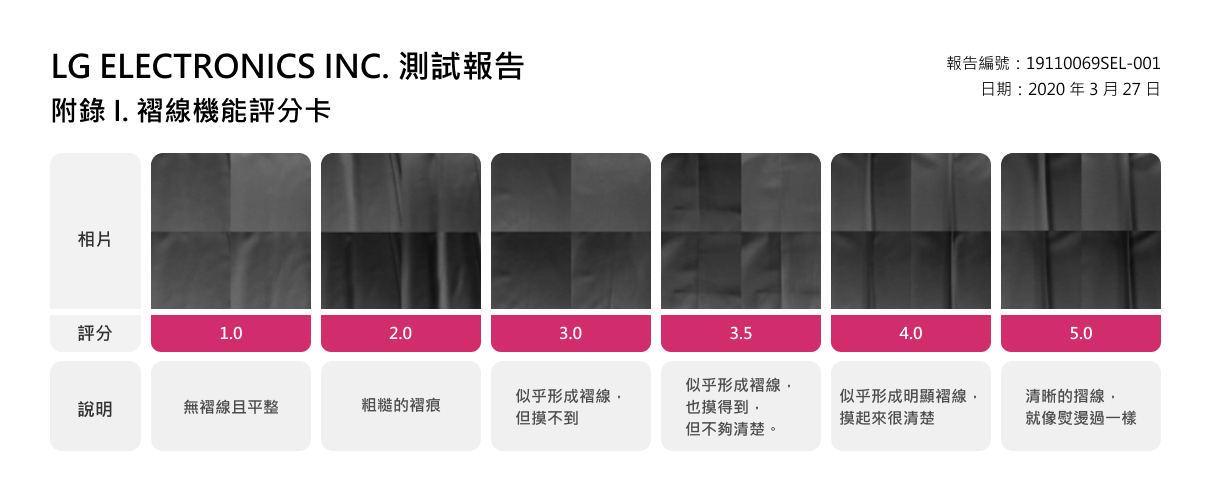 LG ELECTRONICS INC. 測試報告
附錄 I. 褶線機能評分卡
報告編號：19110069SEL-001
日期：2020 年 3 月 27 日
相片
評分
1.0
2.0
3.0
3.5
4.0
5.0
說明
無褶線且平整
粗糙的褶痕
似乎形成褶線，
但摸不到
似乎形成褶線，
也摸得到，
但不夠清楚。
似乎形成明顯褶線，
摸起來很清楚
清晰的摺線，
就像熨燙過一樣